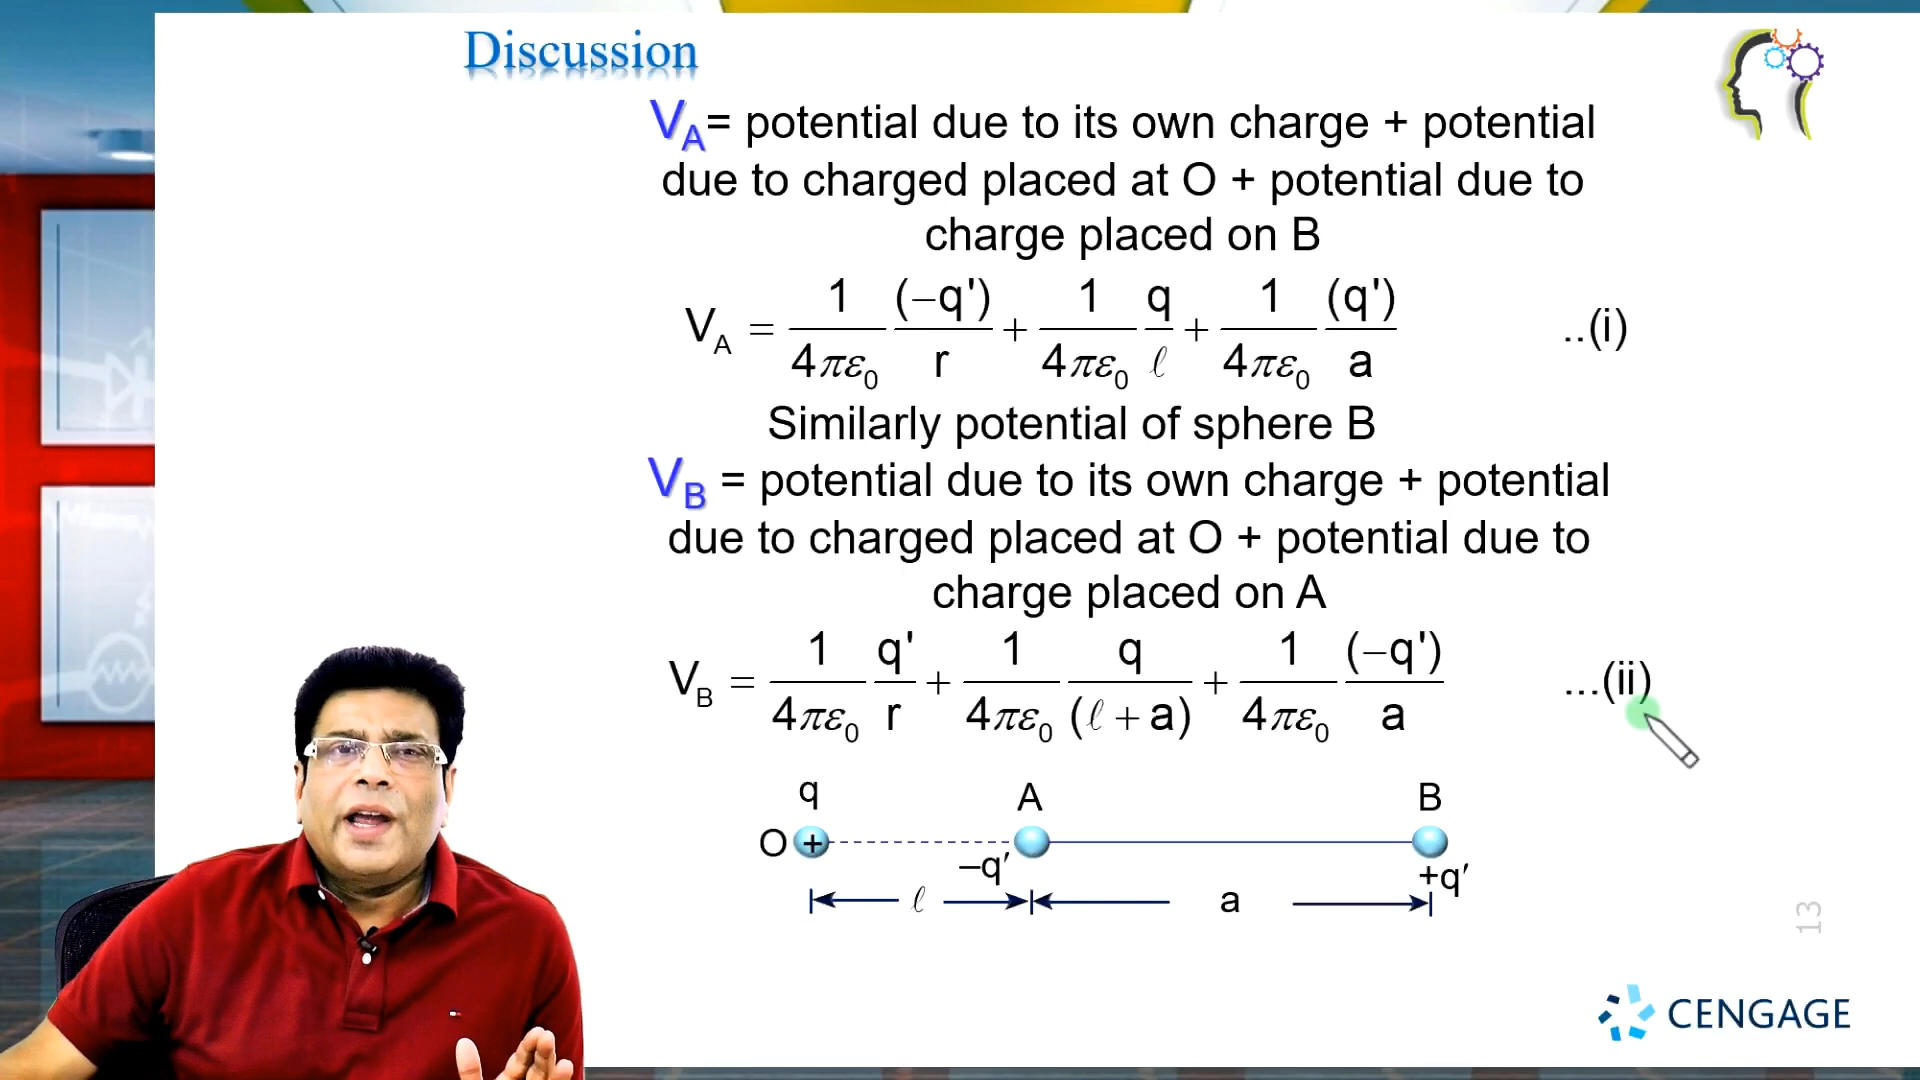 Discussion
V_A= potential due to its own charge + potential
due to charged placed at O + potential due to
charge placed on B
V_A = 1/4πε₀ (−q')/r + 1/4πε₀ q/ℓ + 1/4πε₀ (q')/a ..(i)
Similarly potential of sphere B
V_B = potential due to its own charge + potential
due to charged placed at O + potential due to
charge placed on A
V_B = 1/4πε₀ q'/r + 1/4πε₀ q/(ℓ + a) + 1/4πε₀ (−q')/a ...(ii)
q A B
O +
−q′ +q′
ℓ a
13
CENGAGE